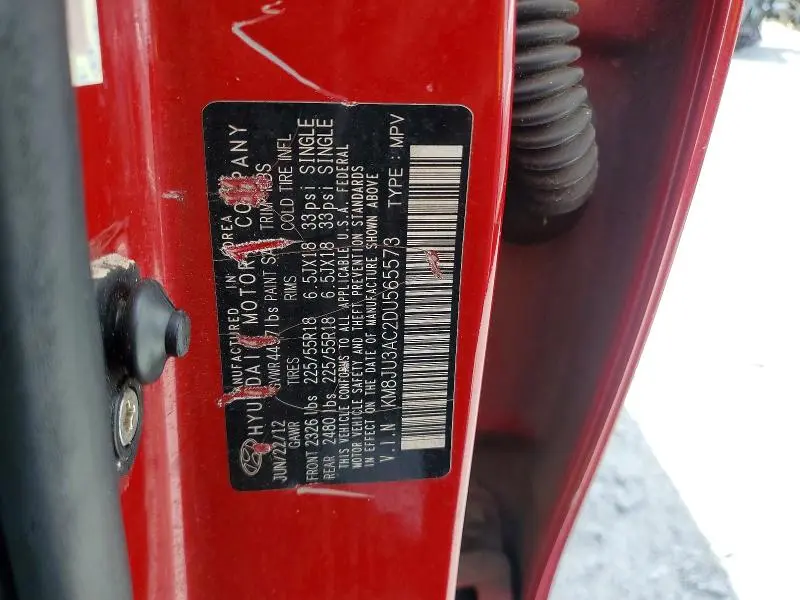 MANUFACTURED IN KOREA
HYUNDAI MOTOR COMPANY
JUN/22/12 GVWR lbs PAINT TRIM
GAWR TIRES RIMS COLD TIRE INFL
FRONT 2326 lbs 225/55R18 6.5JX18 33psi SINGLE
REAR 2480 lbs 225/55R18 6.5JX18 33psi SINGLE
THIS VEHICLE CONFORMS TO ALL APPLICABLE U.S.A. FEDERAL
MOTOR VEHICLE SAFETY AND THEFT PREVENTION STANDARDS
IN EFFECT ON THE DATE OF MANUFACTURE SHOWN ABOVE
V.I.N KM8JU3AC2DU565573 TYPE : MPV